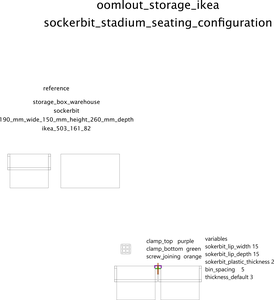 oomlout_storage_ikea
sockerbit_stadium_seating_configuration
reference
storage_box_warehouse
sockerbit
190_mm_wide_150_mm_height_260_mm_depth
ikea_503_161_82
clamp_top purple
clamp_bottom green
screw_joining orange
variables
sokerbit_lip_width 15
sokerbit_lip_depth 15
sokerbit_plastic_thickness 2
bin_spacing 5
thickness_default 3